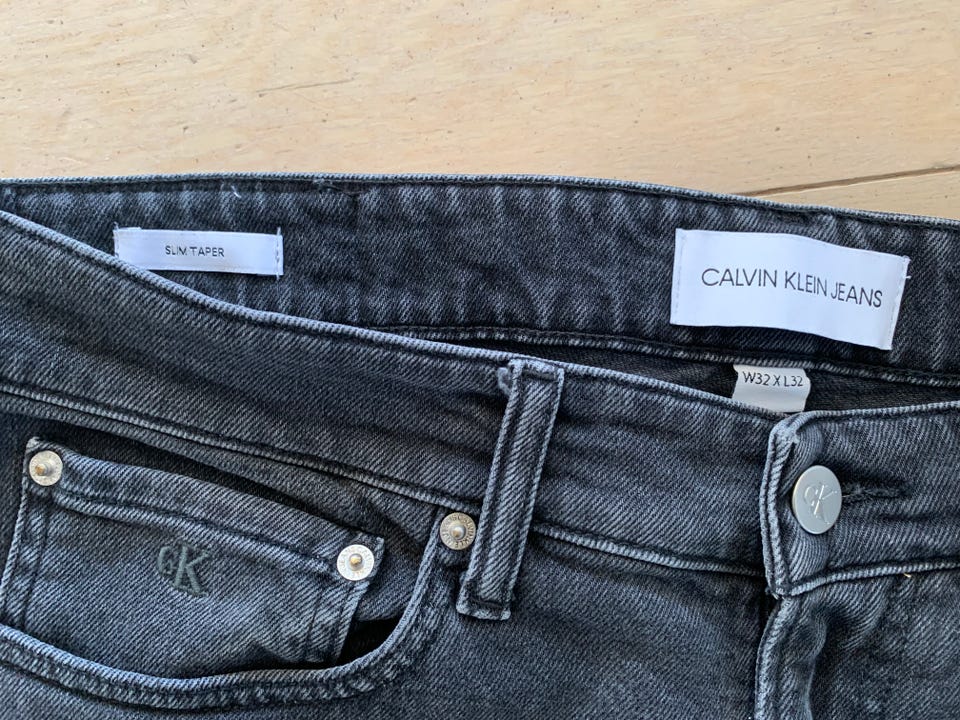 SLIM TAPER
CALVIN KLEIN JEANS
W32 X L32
CK
CK